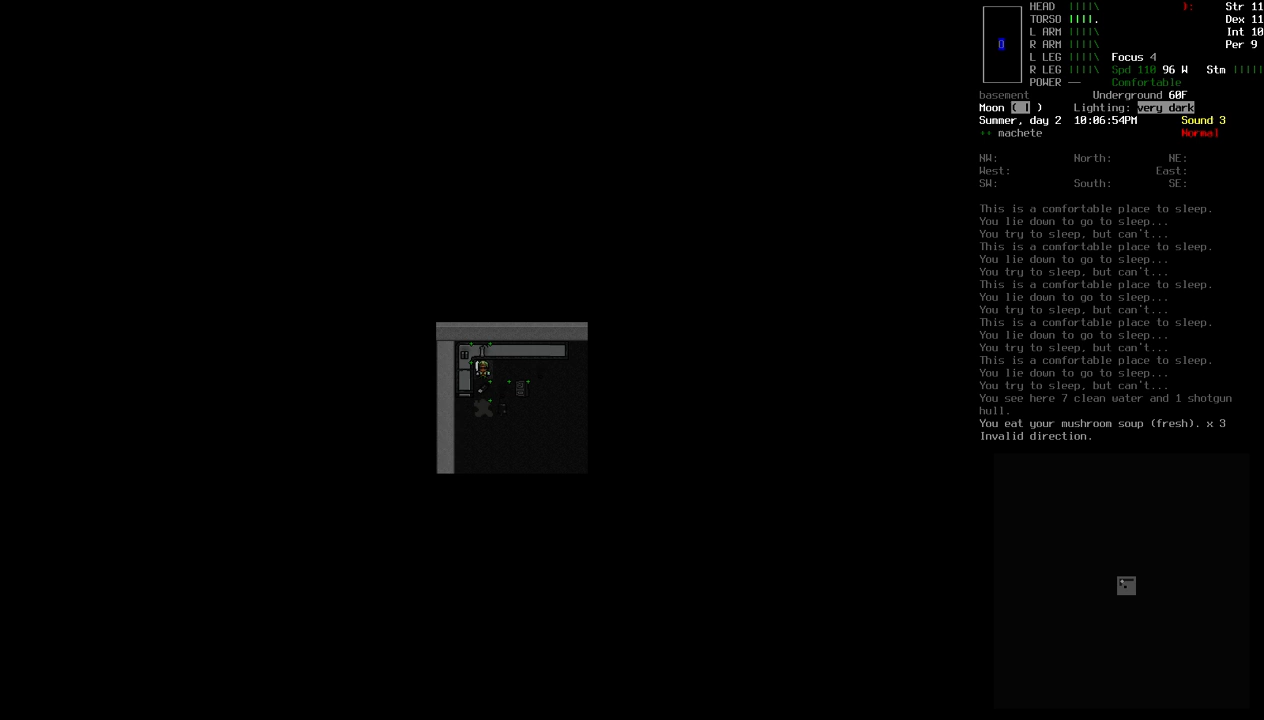 HEAD ||||\ ): Str 11
TORSO ||||. Dex 11
L ARM ||||\ Int 10
R ARM ||||\ Per 9
0
L LEG ||||\ Focus 4
R LEG ||||\ Spd 110 96 W Stm |||||
POWER -- Comfortable
basement Underground 60F
Moon ( | ) Lighting: very dark
Summer, day 2 10:06:54PM Sound 3
++ machete Normal
NW: North: NE:
West: East:
SW: South: SE:
This is a comfortable place to sleep.
You lie down to go to sleep...
You try to sleep, but can't...
This is a comfortable place to sleep.
You lie down to go to sleep...
You try to sleep, but can't...
This is a comfortable place to sleep.
You lie down to go to sleep...
You try to sleep, but can't...
This is a comfortable place to sleep.
You lie down to go to sleep...
You try to sleep, but can't...
This is a comfortable place to sleep.
You lie down to go to sleep...
You try to sleep, but can't...
You see here 7 clean water and 1 shotgun
hull.
You eat your mushroom soup (fresh). x 3
Invalid direction.